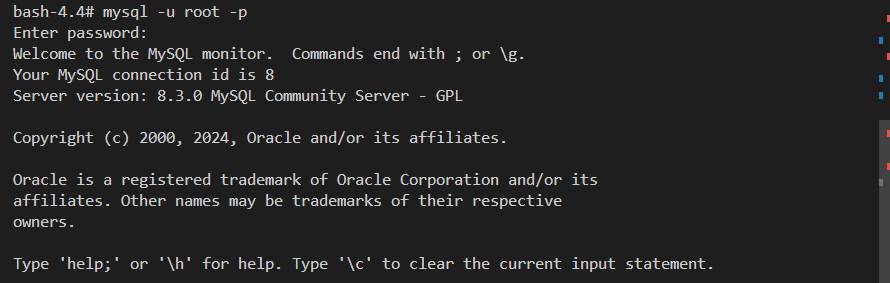 bash-4.4# mysql -u root -p
Enter password:
Welcome to the MySQL monitor.  Commands end with ; or \g.
Your MySQL connection id is 8
Server version: 8.3.0 MySQL Community Server - GPL

Copyright (c) 2000, 2024, Oracle and/or its affiliates.

Oracle is a registered trademark of Oracle Corporation and/or its
affiliates. Other names may be trademarks of their respective
owners.

Type 'help;' or '\h' for help. Type '\c' to clear the current input statement.